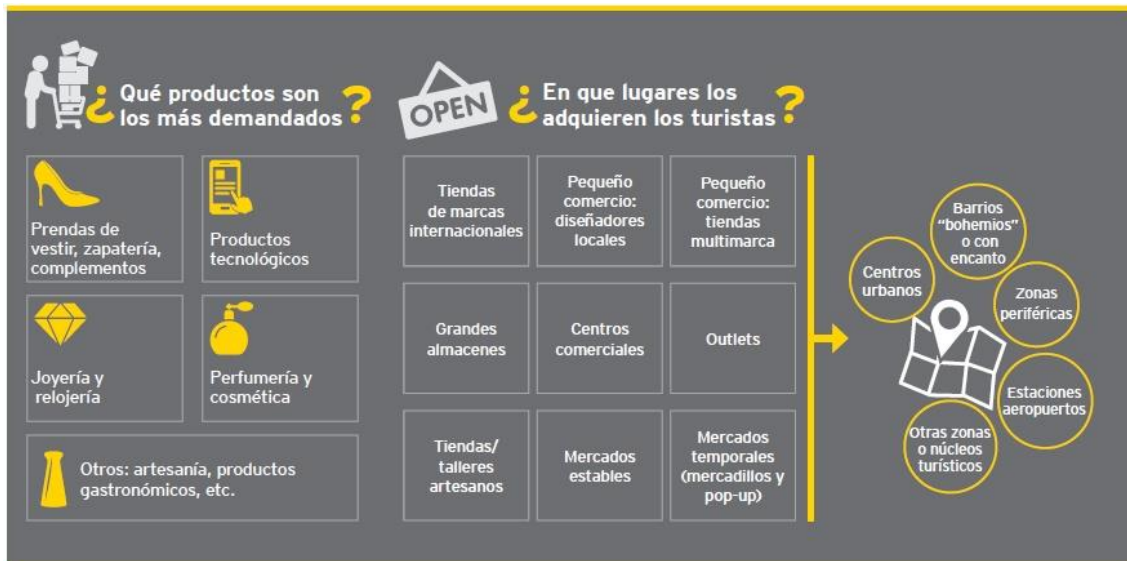 ¿Qué productos son
los más demandados?
Prendas de
vestir, zapatería,
complementos
Productos
tecnológicos
Joyería y
relojería
Perfumería y
cosmética
Otros: artesanía, productos
gastronómicos, etc.
OPEN
¿En que lugares los
adquieren los turistas?
Tiendas
de marcas
internacionales
Pequeño
comercio:
diseñadores
locales
Pequeño
comercio:
tiendas
multimarca
Grandes
almacenes
Centros
comerciales
Outlets
Tiendas/
talleres
artesanos
Mercados
estables
Mercados
temporales
(mercadillos y
pop-up)
Barrios
"bohemios"
o con
encanto
Centros
urbanos
Zonas
periféricas
Estaciones
aeropuertos
Otras zonas
o núcleos
turísticos